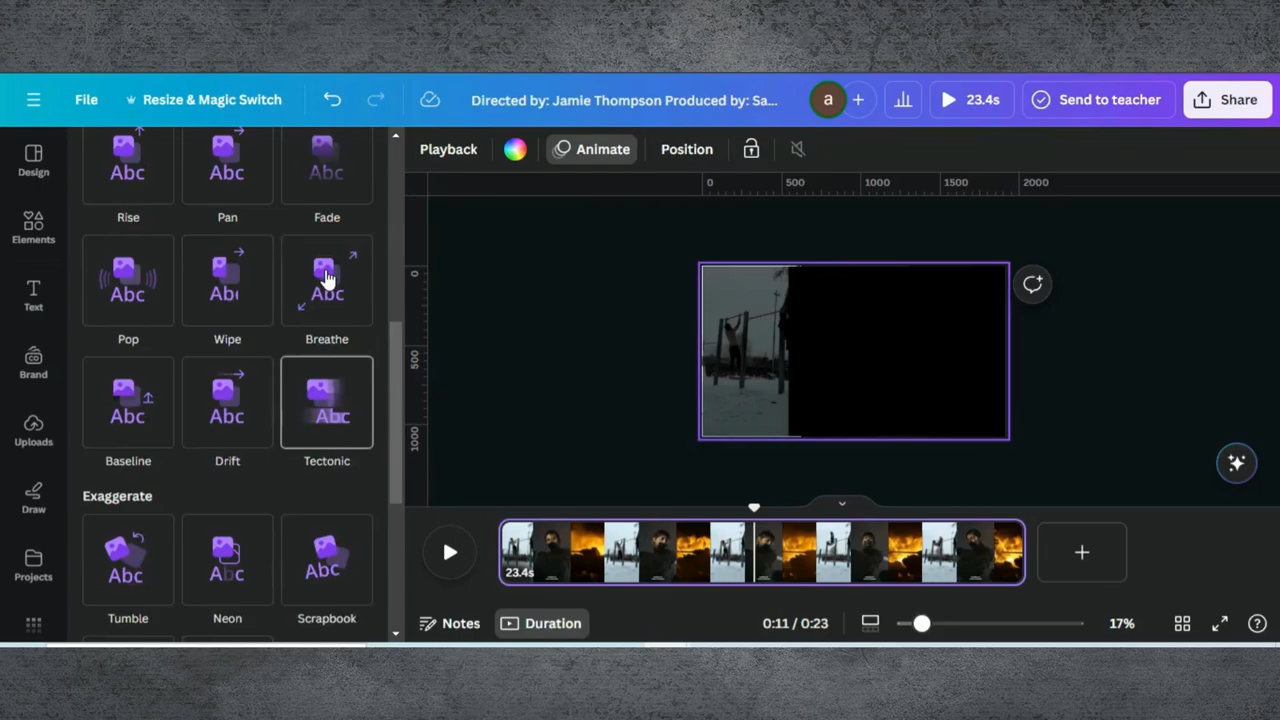 File
Resize & Magic Switch
Directed by: Jamie Thompson Produced by: Sa...
a
23.4s
Send to teacher
Share
Design
Elements
Text
Brand
Uploads
Draw
Projects
Playback
Animate
Position
Abc
Abc
Abc
Rise
Pan
Fade
Abc
Abc
Abc
Pop
Wipe
Breathe
Abc
Abc
Abc
Baseline
Drift
Tectonic
Exaggerate
Abc
Abc
Abc
Tumble
Neon
Scrapbook
0
500
1000
1500
2000
0
500
1000
23.4s
Notes
Duration
0:11 / 0:23
17%